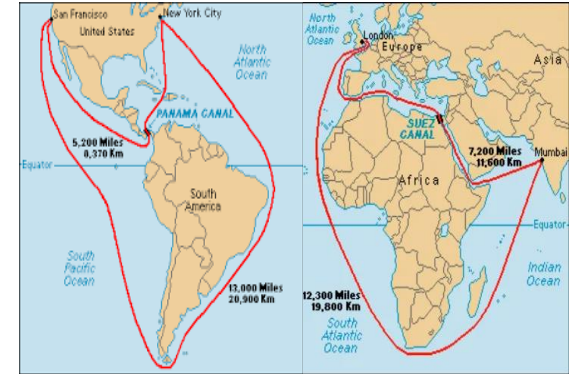 San Francisco
New York City
United States
North
Atlantic
Ocean
PANAMA CANAL
5,200 Miles
8,370 Km
Equator
South
America
South
Pacific
Ocean
13,000 Miles
20,900 Km
North
Atlantic
Ocean
London
Europe
Asia
SUEZ
CANAL
7,200 Miles
11,600 Km
Mumbai
Africa
Equator
Indian
Ocean
12,300 Miles
19,800 Km
South
Atlantic
Ocean